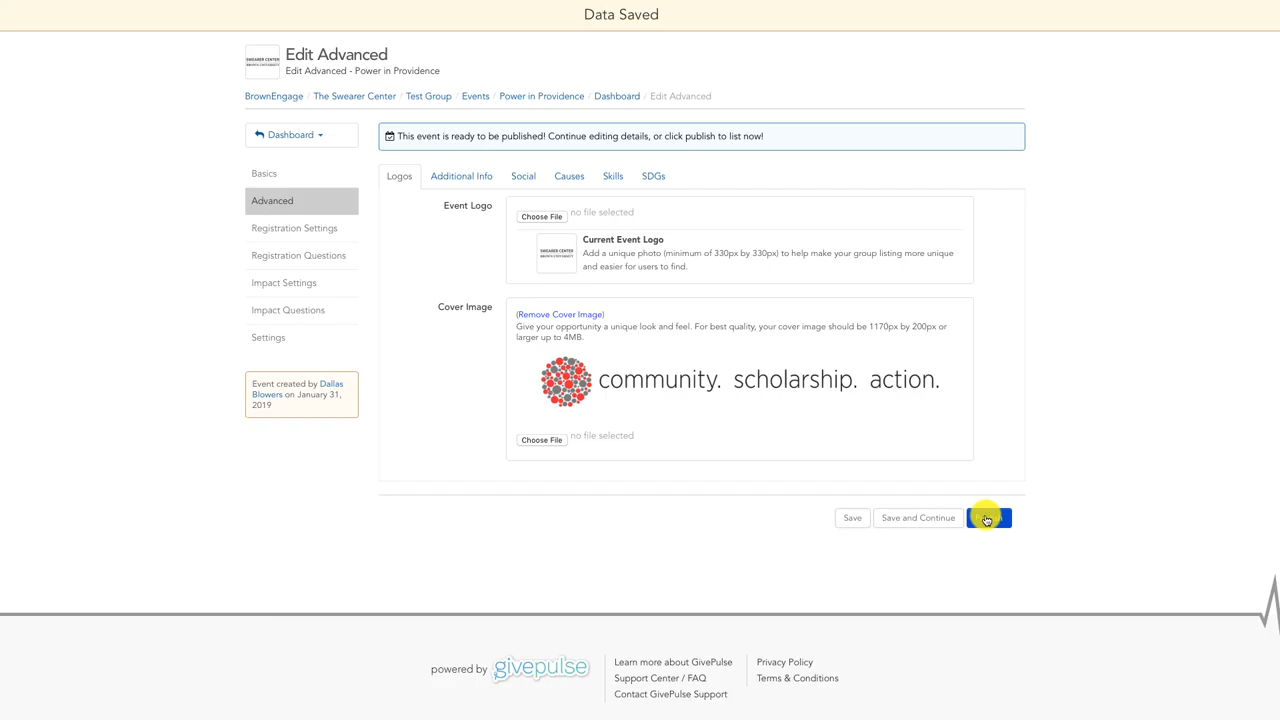 Data Saved
SWEARER CENTER
BROWN UNIVERSITY
Edit Advanced
Edit Advanced - Power in Providence
BrownEngage / The Swearer Center / Test Group / Events / Power in Providence / Dashboard / Edit Advanced
Dashboard
Basics
Advanced
Registration Settings
Registration Questions
Impact Settings
Impact Questions
Settings
Event created by Dallas
Blowers on January 31,
2019
This event is ready to be published! Continue editing details, or click publish to list now!
Logos Additional Info Social Causes Skills SDGs
Event Logo
Choose File no file selected
SWEARER CENTER
BROWN UNIVERSITY
Current Event Logo
Add a unique photo (minimum of 330px by 330px) to help make your group listing more unique
and easier for users to find.
Cover Image
(Remove Cover Image)
Give your opportunity a unique look and feel. For best quality, your cover image should be 1170px by 200px or
larger up to 4MB.
community. scholarship. action.
Choose File no file selected
Save Save and Continue
powered by givepulse
Learn more about GivePulse
Support Center / FAQ
Contact GivePulse Support
Privacy Policy
Terms & Conditions